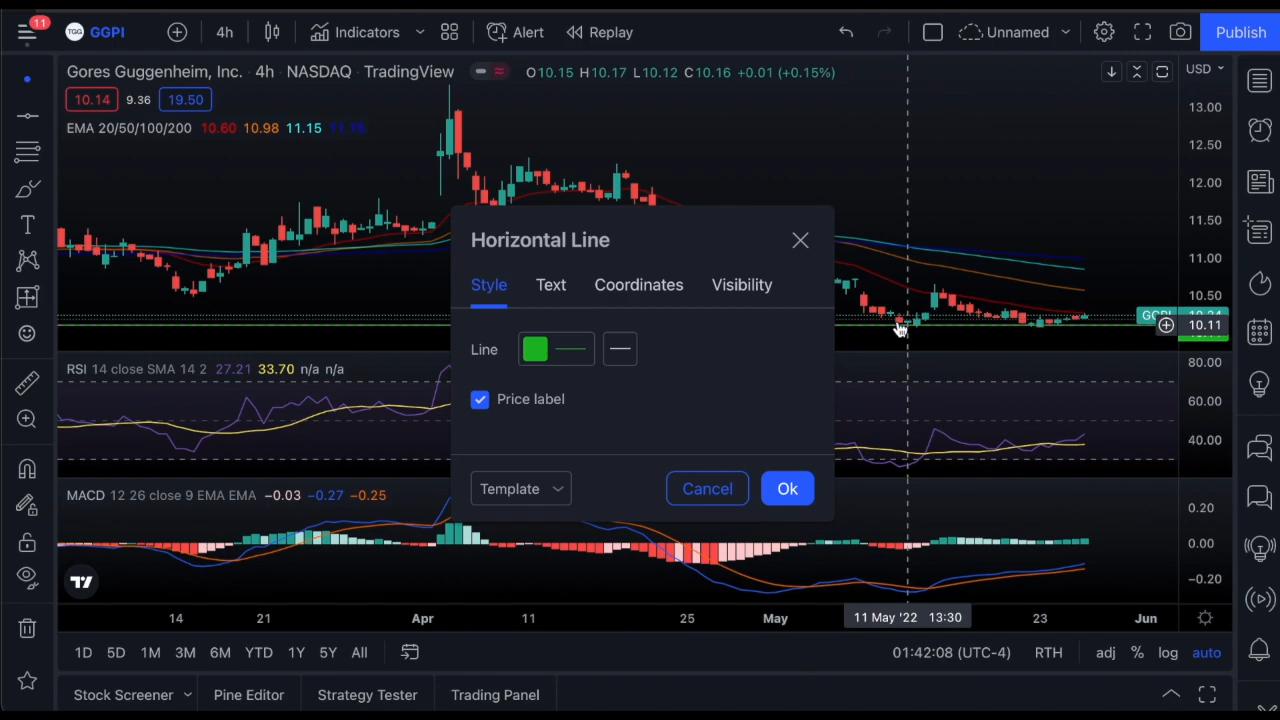 11
TGG GGPI 4h Indicators Alert Replay Unnamed Publish
Gores Guggenheim, Inc. · 4h · NASDAQ · TradingView O10.15 H10.17 L10.12 C10.16 +0.01 (+0.15%) USD
10.14 9.36 19.50
EMA 20/50/100/200 10.60 10.98 11.15
13.00
12.50
12.00
11.50
11.00
10.50
GGPI
10.11
Horizontal Line
Style Text Coordinates Visibility
Line
Price label
Template Cancel Ok
RSI 14 close SMA 14 2 27.21 33.70 n/a n/a
80.00
60.00
40.00
MACD 12 26 close 9 EMA EMA −0.03 −0.27 −0.25
0.20
0.00
−0.20
14 21 Apr 11 25 May 11 May '22 13:30 23 Jun
1D 5D 1M 3M 6M YTD 1Y 5Y All 01:42:08 (UTC-4) RTH adj % log auto
Stock Screener Pine Editor Strategy Tester Trading Panel